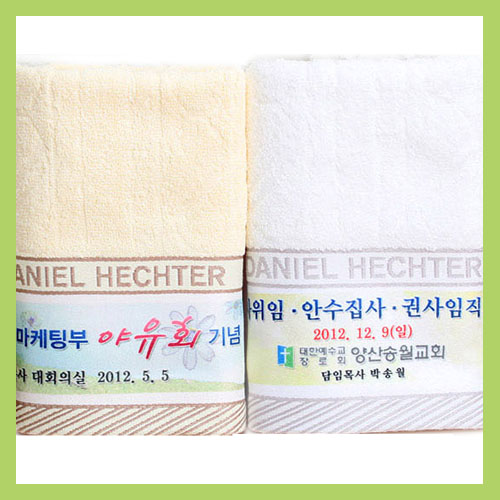 DANIEL HECHTER
마케팅부 야유회 기념
사 대회의실 2012. 5. 5
DANIEL HECHTER
위임 · 안수집사 · 권사임직
2012. 12. 9(일)
대한예수교
장로회 양산송월교회
담임목사 박송월